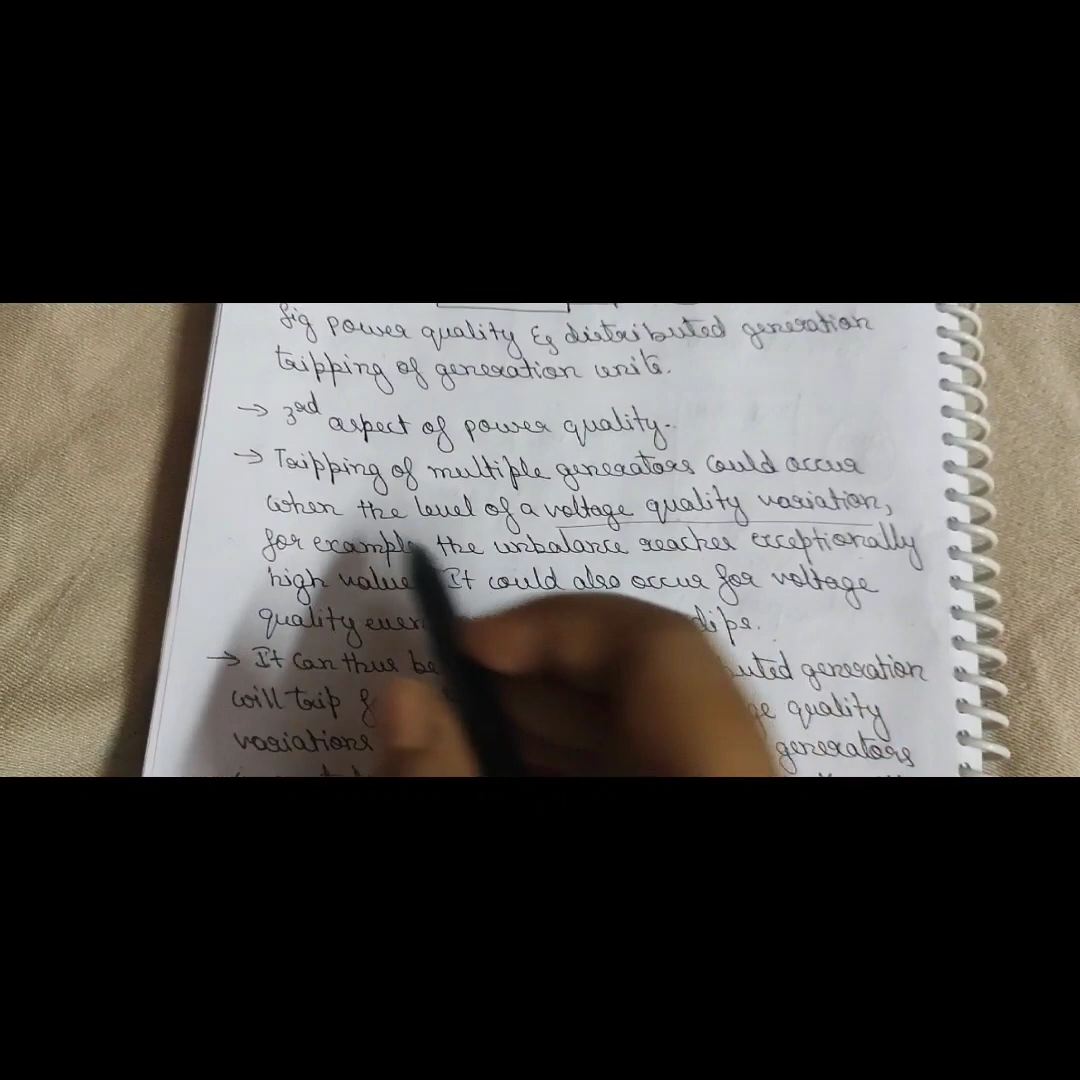 fig power quality & distributed generation
tripping of generation units.
→ 3rd aspect of power quality.
→ Tripping of multiple generators could occur
when the level of a voltage quality variation,
for example the unbalance reaches exceptionally
high value. It could also occur for voltage
quality dips.
→ It can thus be generation
will trip quality
variations generators